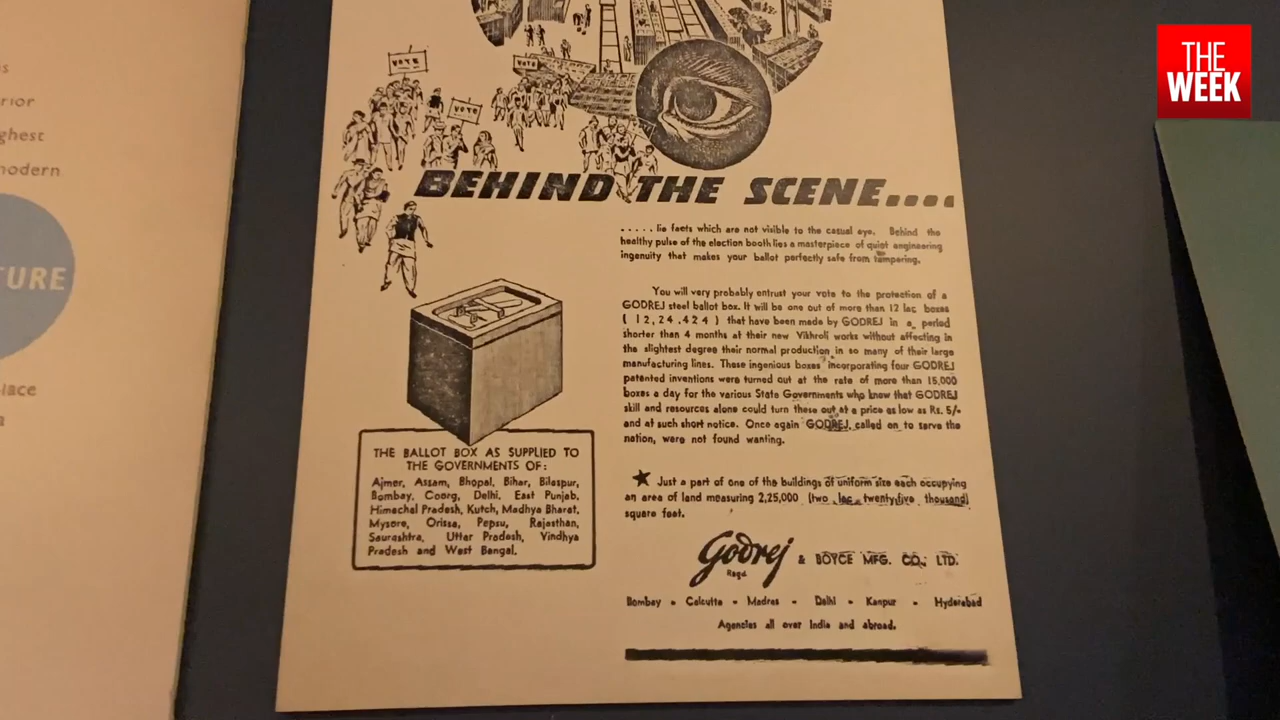 THE
WEEK
rior
ghest
nodern
TURE
lace
a
VOTE
VOTE
VOTE
BEHIND THE SCENE....
..... lie facts which are not visible to the casual eye. Behind the
healthy pulse of the election booth lies a masterpiece of quiet engineering
ingenuity that makes your ballot perfectly safe from tampering.
You will very probably entrust your vote to the protection of a
GODREJ steel ballot box. It will be one out of more than 12 lac boxes
( 12,24,424 ) that have been made by GODREJ in a period
shorter than 4 months at their new Vikhroli works without affecting in
the slightest degree their normal production in so many of their large
manufacturing lines. These ingenious boxes incorporating four GODREJ
patented inventions were turned out at the rate of more than 15,000
boxes a day for the various State Governments who know that GODREJ
skill and resources alone could turn these out at a price as low as Rs. 5/-
and at such short notice. Once again GODREJ, called on to serve the
nation, were not found wanting.
THE BALLOT BOX AS SUPPLIED TO
THE GOVERNMENTS OF:
Ajmer, Assam, Bhopal, Bihar, Bilaspur,
Bombay, Coorg, Delhi, East Punjab,
Himachal Pradesh, Kutch, Madhya Bharat,
Mysore, Orissa, Pepsu, Rajasthan,
Saurashtra, Uttar Pradesh, Vindhya
Pradesh and West Bengal.
★ Just a part of one of the buildings of uniform size each occupying
an area of land measuring 2,25,000 (two lac twenty five thousand)
square feet.
Godrej & BOYCE MFG. CO., LTD.
Regd.
Bombay - Calcutta - Madras - Delhi - Kanpur - Hyderabad
Agencies all over India and abroad.